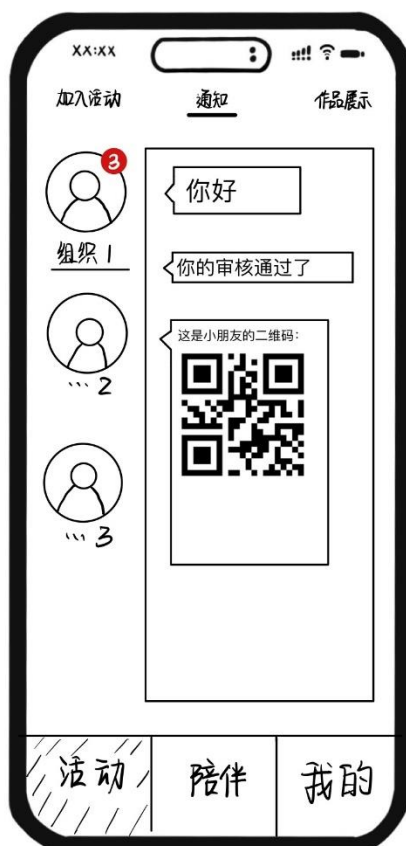 XX:XX
加入活动 通知 作品展示
3
组织1
你好
你的审核通过了
这是小朋友的二维码：
…2
…3
活动 陪伴 我的